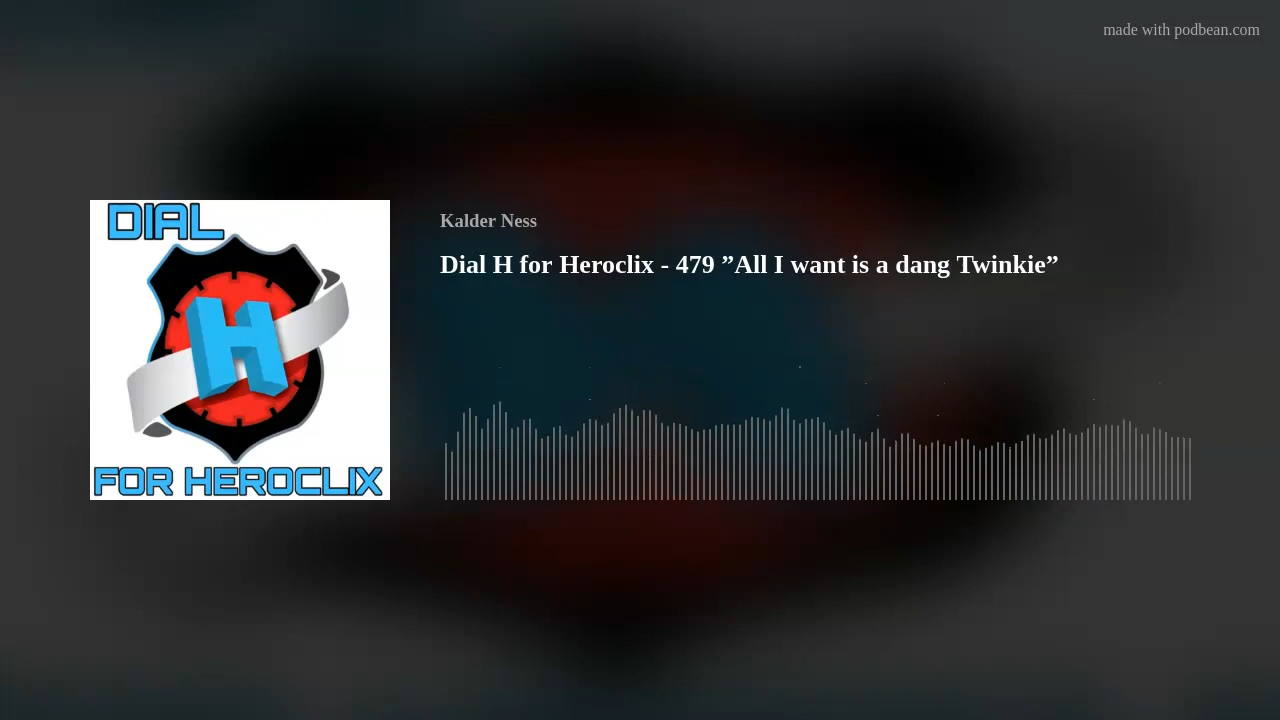 made with podbean.com
DIAL
H
FOR HEROCLIX
Kalder Ness
Dial H for Heroclix - 479 ”All I want is a dang Twinkie”